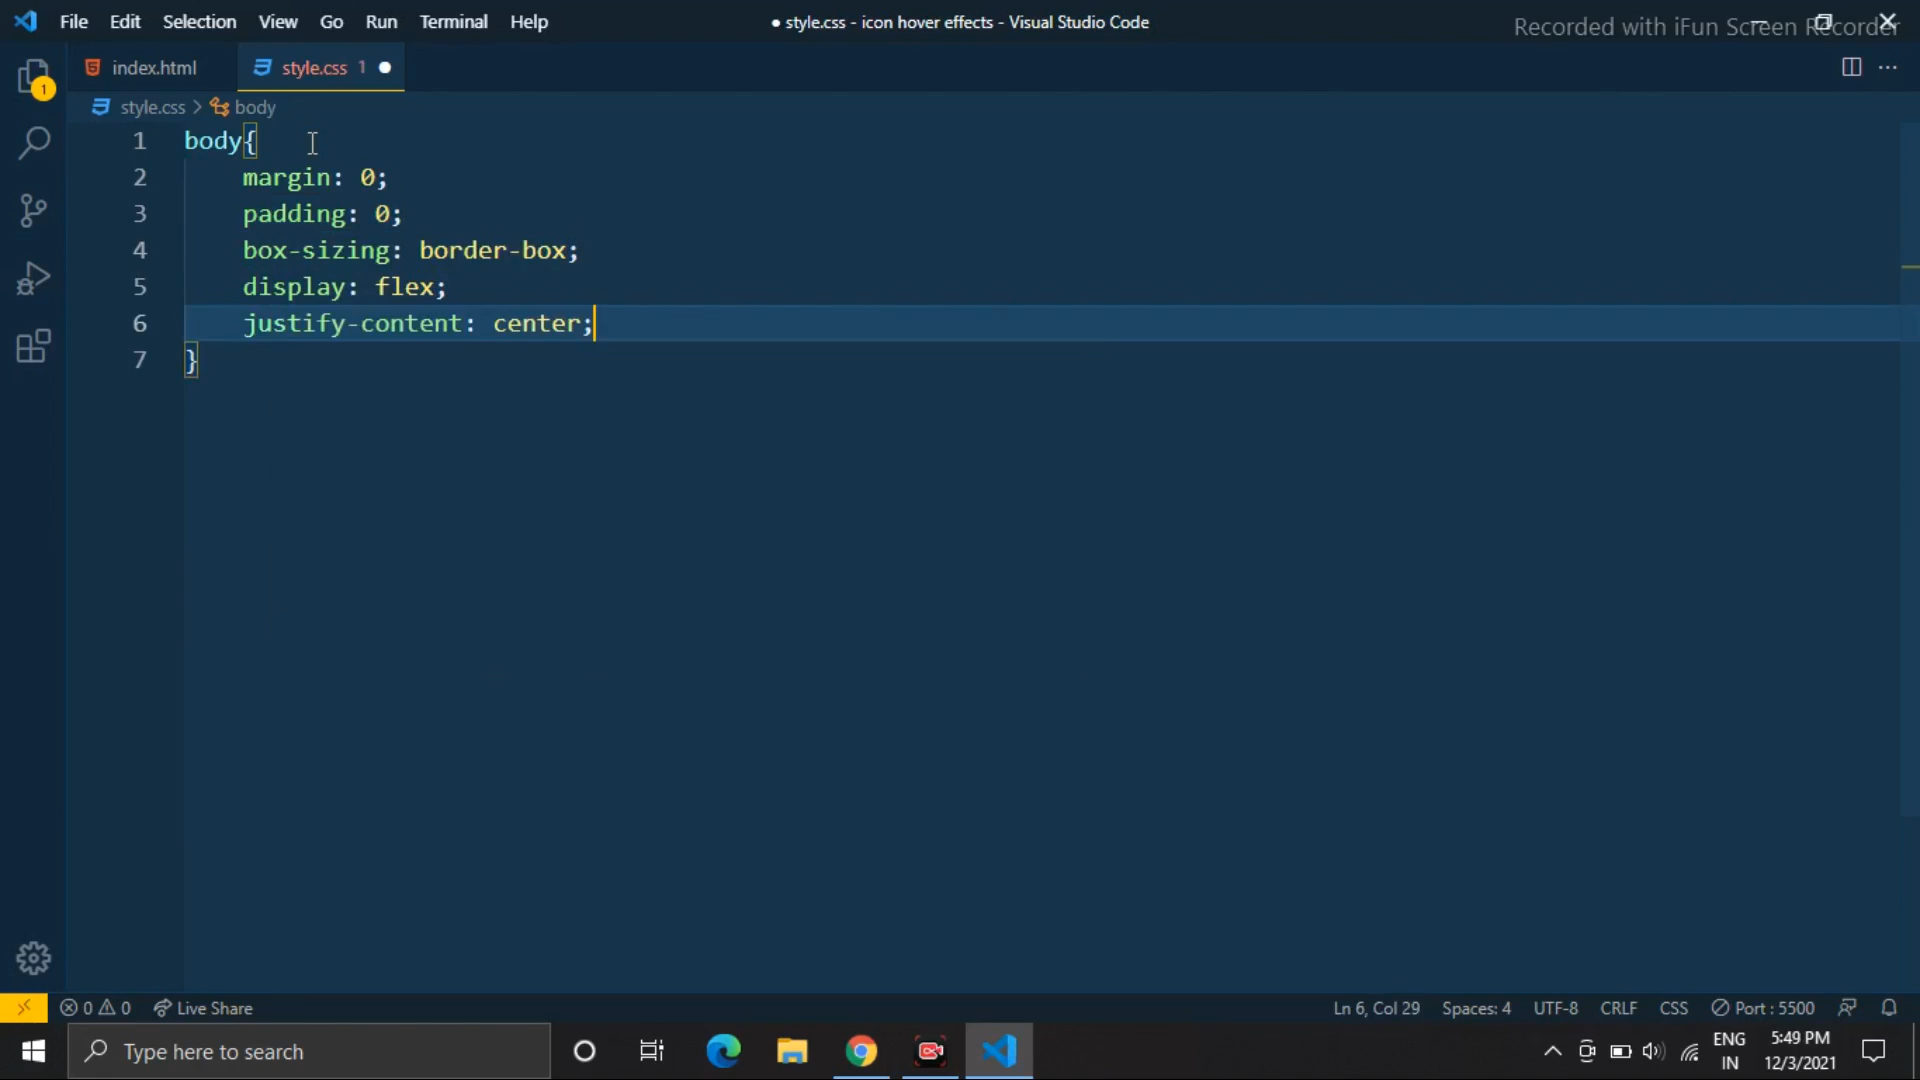 File Edit Selection View Go Run Terminal Help
● style.css - icon hover effects - Visual Studio Code
Recorded with iFun Screen Recorder
index.html
style.css 1 ●
1
style.css > body
1 body{
2 margin: 0;
3 padding: 0;
4 box-sizing: border-box;
5 display: flex;
6 justify-content: center;
7 }
0 0 Live Share
Ln 6, Col 29 Spaces: 4 UTF-8 CRLF CSS Port : 5500
Type here to search
ENG
IN
5:49 PM
12/3/2021